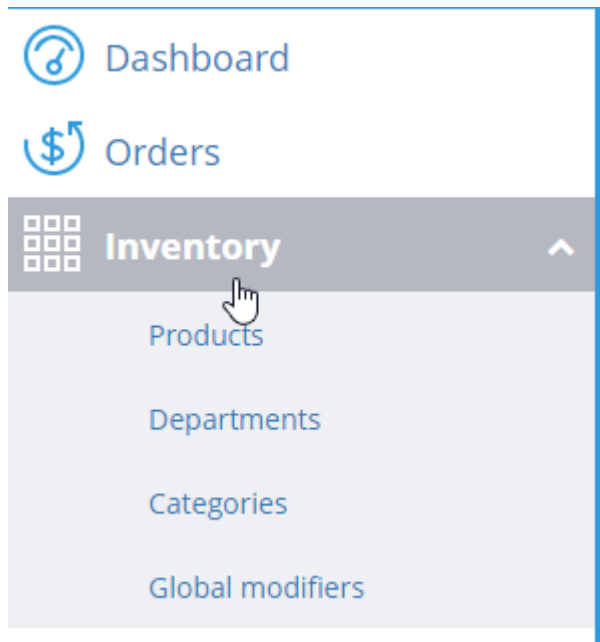 Dashboard
Orders
Inventory
Products
Departments
Categories
Global modifiers